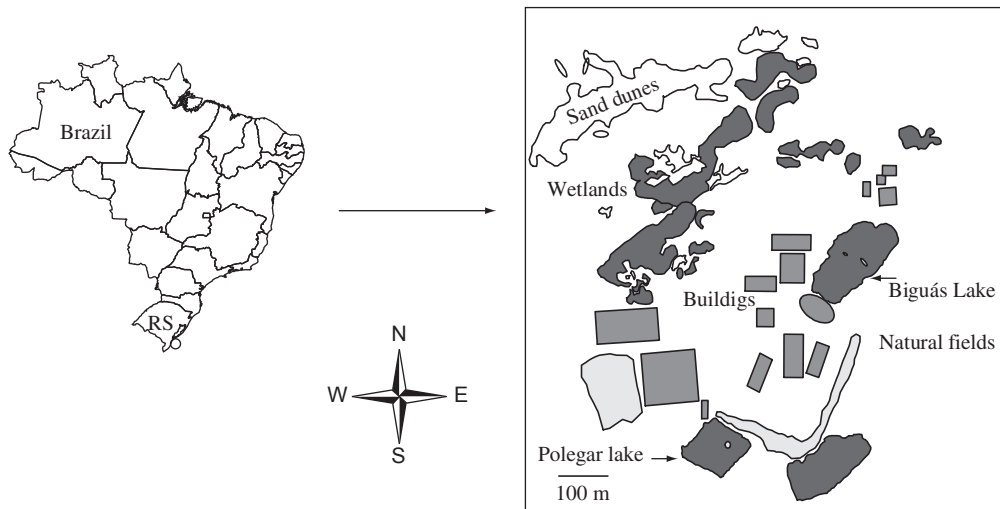 Brazil
RS
N
W
E
S
Sand dunes
Wetlands
Buildigs
Biguás Lake
Natural fields
Polegar lake
100 m